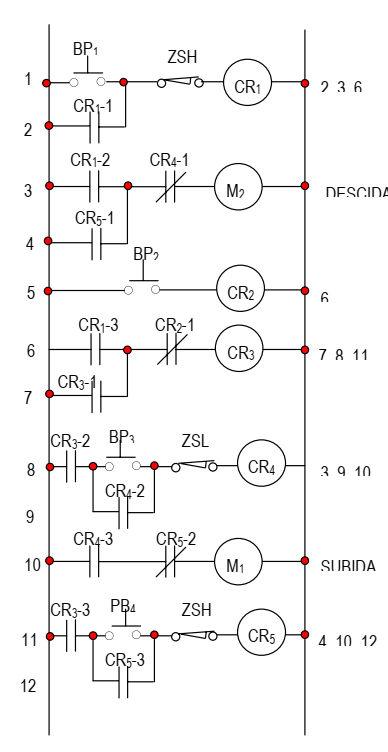 BP1 ZSH
1 CR1 2 3 6
2 CR1-1
CR1-2 CR4-1
3 M2 DESCIDA
CR5-1
4
BP2
5 CR2 6
CR1-3 CR2-1
6 CR3 7 8 11
7 CR3-1
CR3-2 BP3 ZSL
8 CR4 3 9 10
CR4-2
9
CR4-3 CR5-2
10 M1 SUBIDA
CR3-3 PB4 ZSH
11 CR5 4 10 12
CR5-3
12